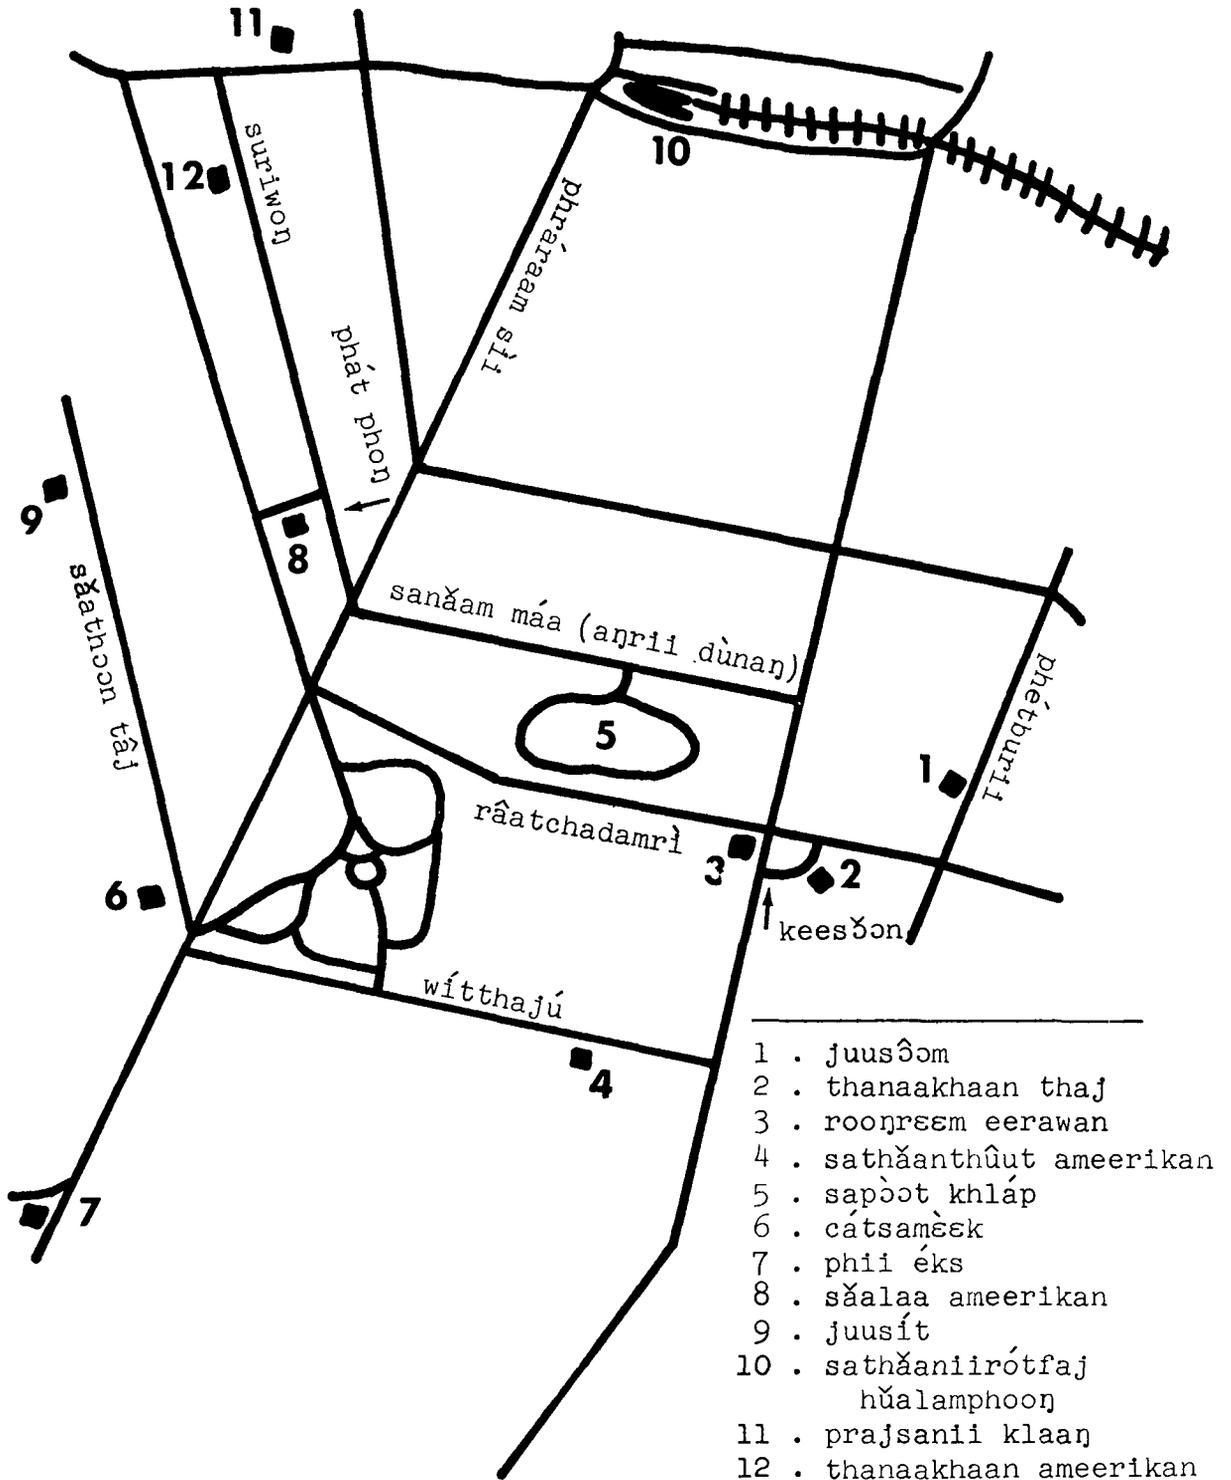 11
suriwoŋ
12
10
phráraam sìi
phát phoŋ
9
8
sǎathɔɔn tâj
sanǎam máa (aŋrii dùnaŋ)
5
phétburii
1
râatchadamrì
3
2
6
keesɔ̌ɔn
wítthajú
4
7
1 . juusɔ̂ɔm
2 . thanaakhaan thaj
3 . rooŋrɛɛm eerawan
4 . sathǎanthûut ameerikan
5 . sapɔ̀ɔt khláp
6 . cátsamɛ̀ɛk
7 . phii éks
8 . sǎalaa ameerikan
9 . juusít
10 . sathǎaniirótfaj
hǔalamphooŋ
11 . prajsanii klaaŋ
12 . thanaakhaan ameerikan